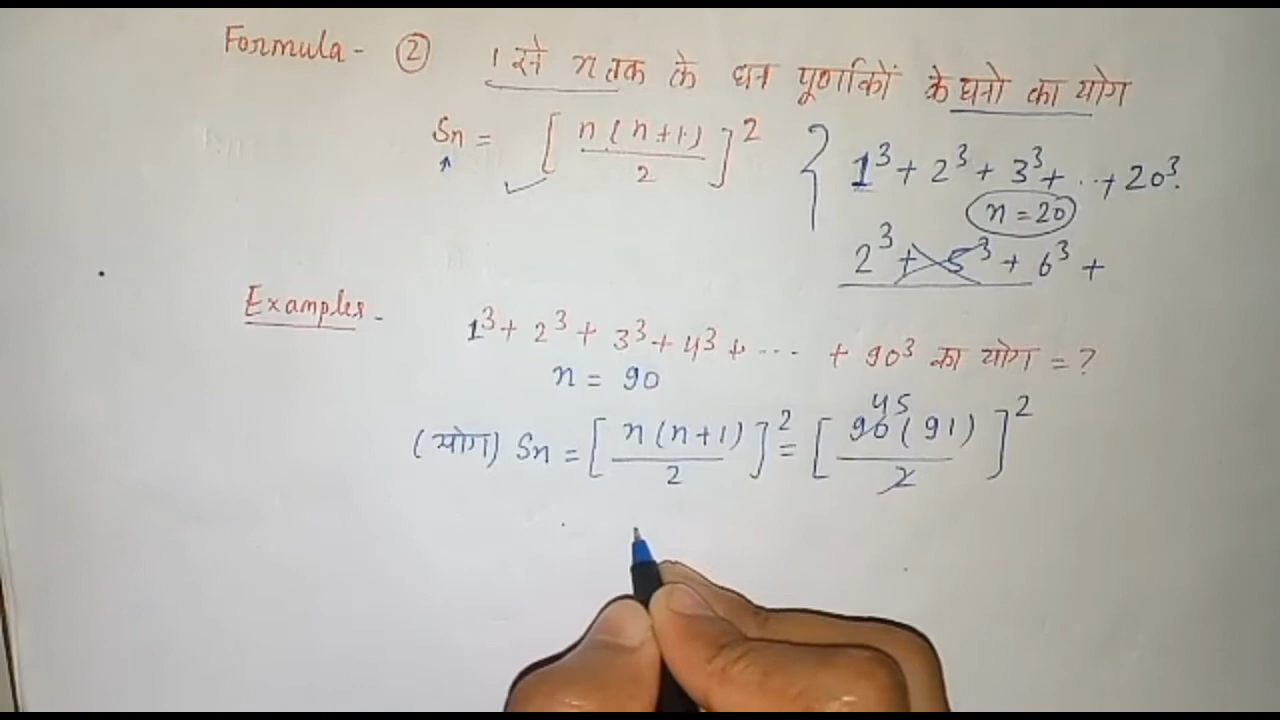 Formula - ② 1 से n तक के धन पूर्णाकों के घनो का योग
Sn = [ n(n+1) / 2 ]²
1³ + 2³ + 3³ + .. + 20³.
n = 20
2³ + 5³ + 6³ +
Examples -
1³ + 2³ + 3³ + 4³ + ... + 90³ का योग = ?
n = 90
(योग) Sn = [ n(n+1) / 2 ]² = [ 90(91) / 2 ]²
45